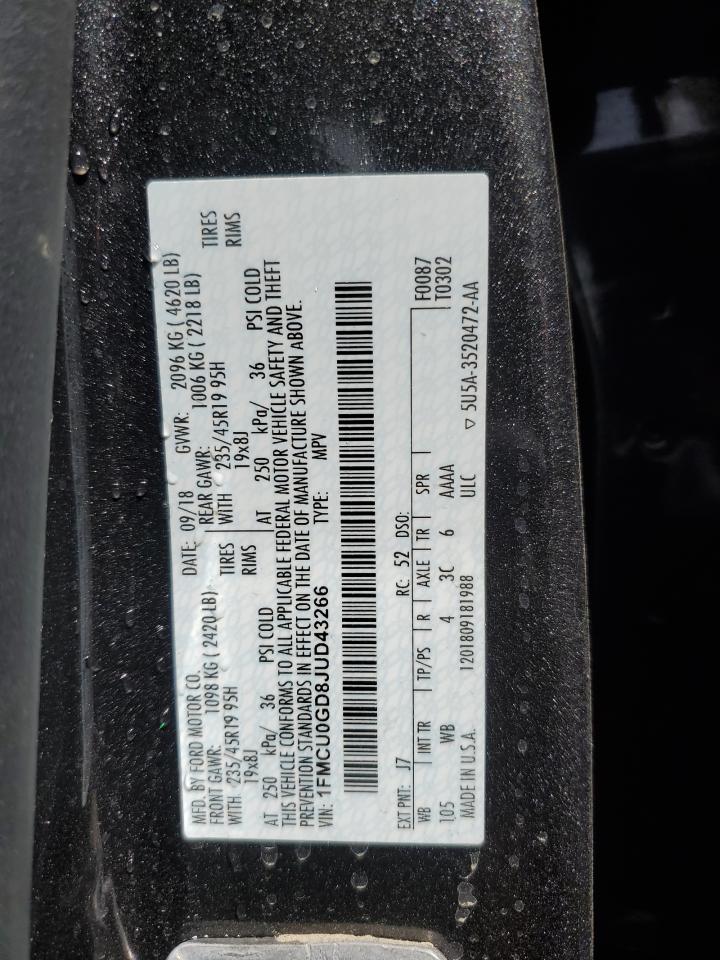 MFD. BY FORD MOTOR CO.
DATE: 09/18 GVWR: 2096 KG ( 4620 LB)
FRONT GAWR: 1098 KG ( 2420 LB) REAR GAWR: 1006 KG ( 2218 LB)
WITH 235/45R19 95H TIRES WITH 235/45R19 95H TIRES
19x8J RIMS 19x8J RIMS
AT 250 kPa/ 36 PSI COLD AT 250 kPa/ 36 PSI COLD
THIS VEHICLE CONFORMS TO ALL APPLICABLE FEDERAL MOTOR VEHICLE SAFETY AND THEFT
PREVENTION STANDARDS IN EFFECT ON THE DATE OF MANUFACTURE SHOWN ABOVE.
VIN: 1FMCU0GD8JUD43266 TYPE: MPV
EXT PNT: J7 RC: 52 DSO: F0087
WB INT TR TP/PS R AXLE TR SPR T0302
105 WB 4 3C 6 AAAA
MADE IN U.S.A. 1201809181988 ULC ▽ 5U5A-3520472-AA